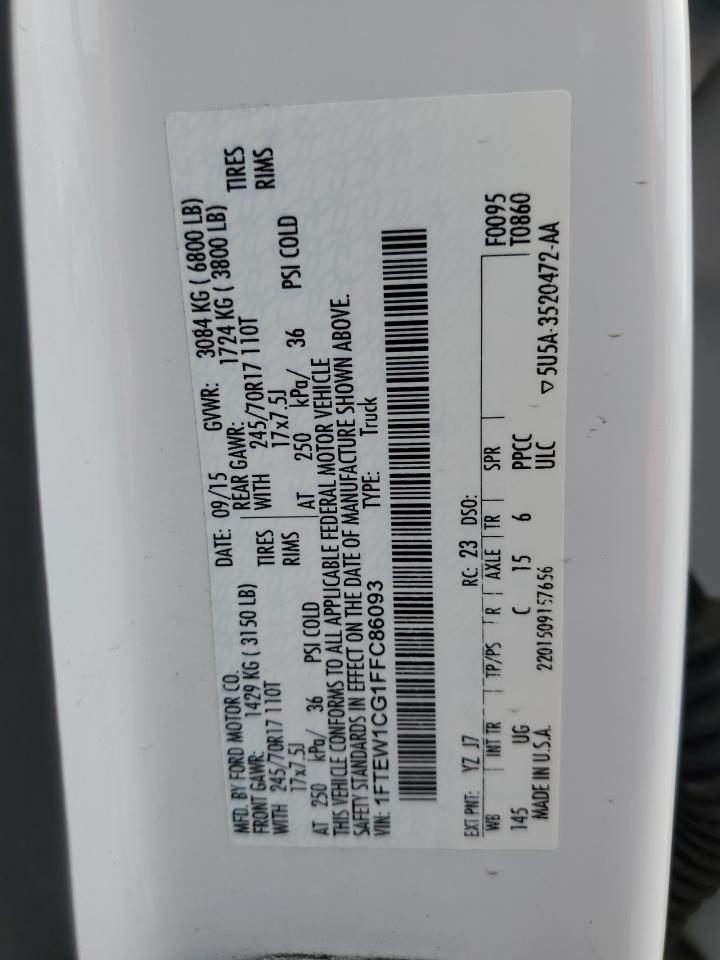 MFD. BY FORD MOTOR CO.
DATE: 09/15 GVWR: 3084 KG ( 6800 LB)
FRONT GAWR: 1429 KG ( 3150 LB) REAR GAWR: 1724 KG ( 3800 LB)
WITH 245/70R17 110T TIRES WITH 245/70R17 110T TIRES
17x7.5J RIMS 17x7.5J RIMS
AT 250 kPa/ 36 PSI COLD AT 250 kPa/ 36 PSI COLD
THIS VEHICLE CONFORMS TO ALL APPLICABLE FEDERAL MOTOR VEHICLE
SAFETY STANDARDS IN EFFECT ON THE DATE OF MANUFACTURE SHOWN ABOVE.
VIN: 1FTEW1CG1FFC86093 TYPE: Truck
EXT PNT: YZ J7 RC: 23 DSO:
WB INT TR TP/PS R AXLE TR SPR F0095
145 UG C 15 6 PPCC T0860
MADE IN U.S.A. 2201509157656 ULC
▽5U5A-3520472-AA